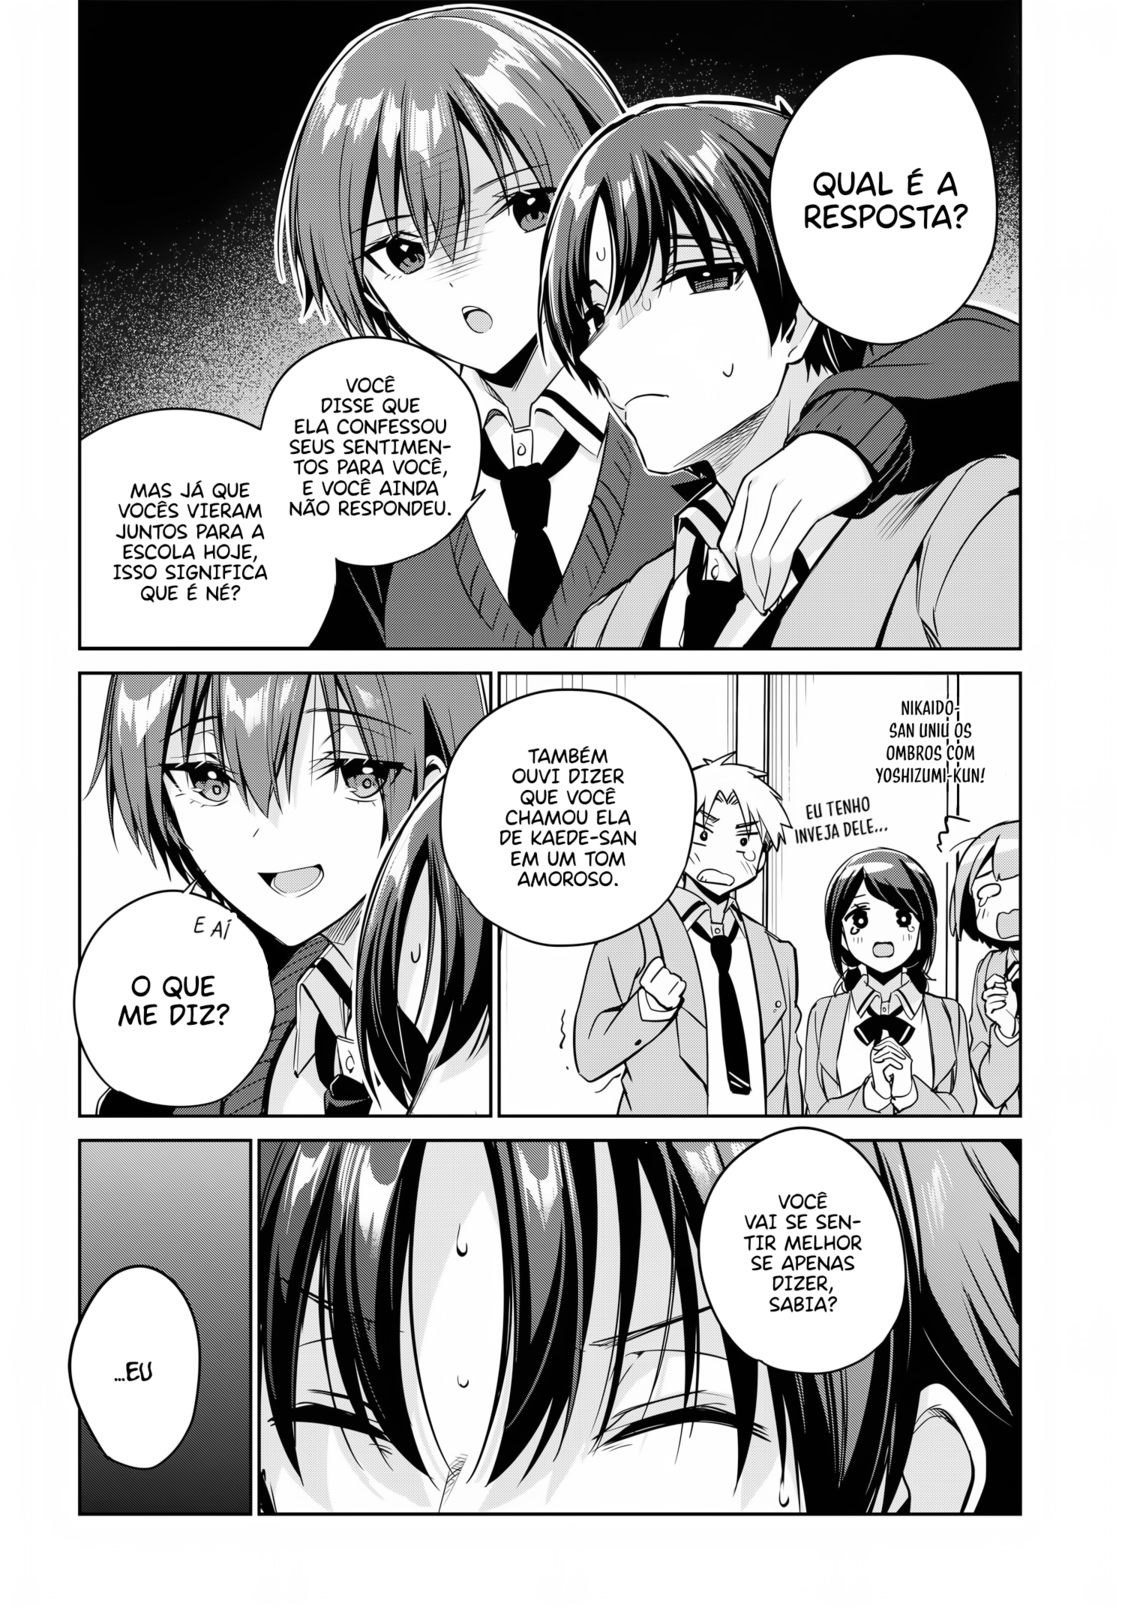 QUAL É A
RESPOSTA?
VOCÊ
DISSE QUE
ELA CONFESSOU
SEUS SENTIMEN-
TOS PARA VOCÊ,
E VOCÊ AINDA
NÃO RESPONDEU.
MAS JÁ QUE
VOCÊS VIERAM
JUNTOS PARA A
ESCOLA HOJE,
ISSO SIGNIFICA
QUE É NÉ?
NIKAIDO-
SAN UNIU OS
OMBROS COM
YOSHIZUMI-KUN!
EU TENHO
INVEJA DELE...
TAMBÉM
OUVI DIZER
QUE VOCÊ
CHAMOU ELA
DE KAEDE-SAN
EM UM TOM
AMOROSO.
E AÍ
O QUE
ME DIZ?
VOCÊ
VAI SE SEN-
TIR MELHOR
SE APENAS
DIZER,
SABIA?
...EU